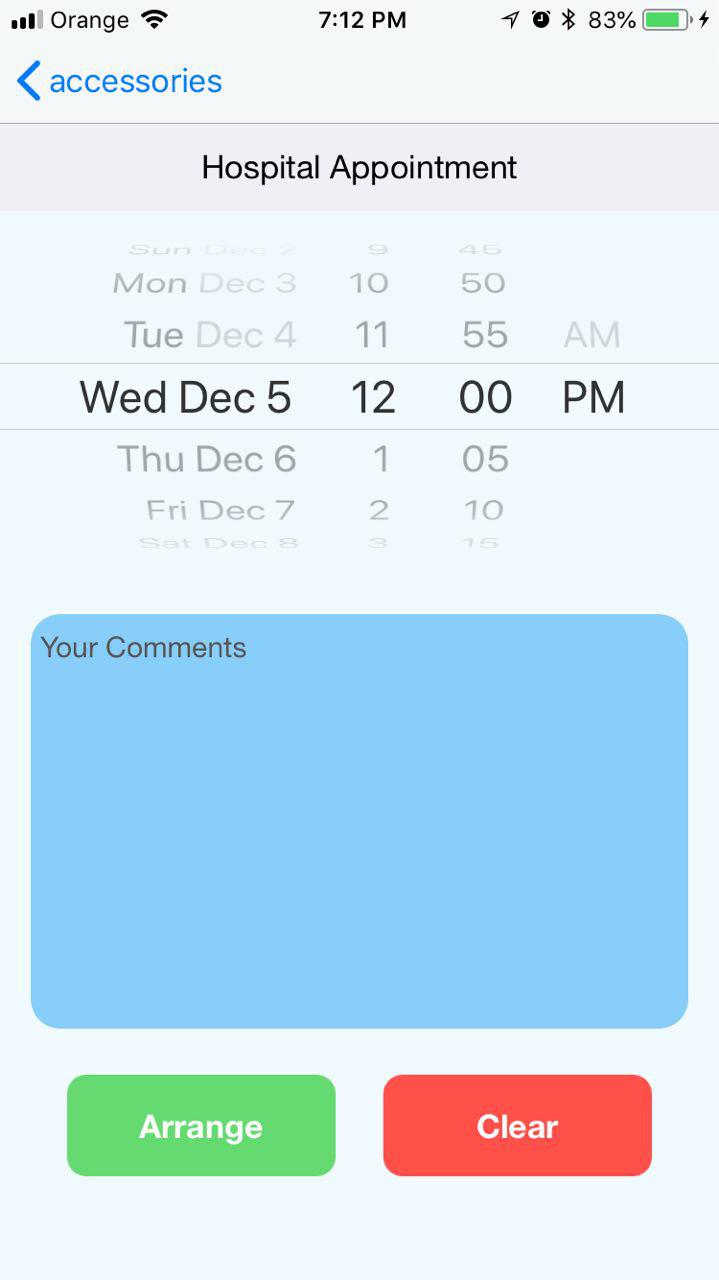 Orange 7:12 PM 83%
accessories
Hospital Appointment
Sun Dec 2 9 45
Mon Dec 3 10 50
Tue Dec 4 11 55 AM
Wed Dec 5 12 00 PM
Thu Dec 6 1 05
Fri Dec 7 2 10
Sat Dec 8 3 15
Your Comments
Arrange Clear